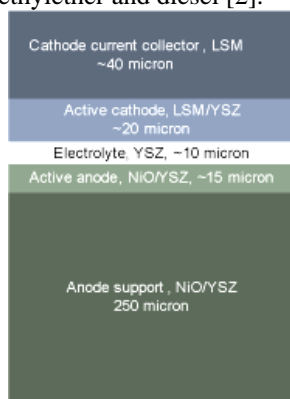 ethylether and diesel [2].
Cathode current collector , LSM
~40 micron
Active cathode, LSM/YSZ
~20 micron
Electrolyte, YSZ, ~10 micron
Active anode, NiO/YSZ, ~15 micron
Anode support , NiO/YSZ
250 micron